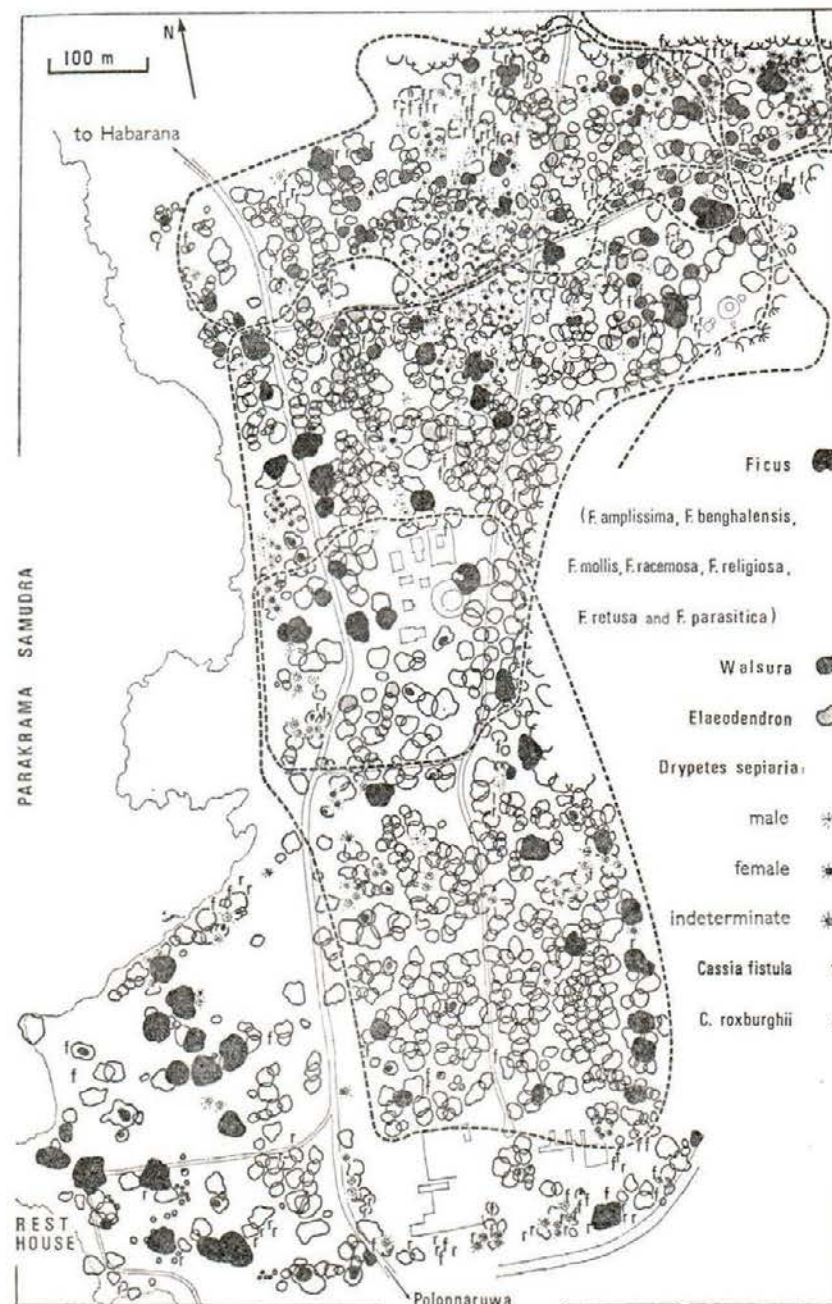 N
100 m
to Habarana
PARAKRAMA SAMUDRA
Ficus
(F. amplissima, F. benghalensis,
F. mollis, F. racemosa, F. religiosa,
F. retusa and F. parasitica)
Walsura
Elaeodendron
Drypetes sepiaria:
male
female
indeterminate
Cassia fistula
C. roxburghii
REST
HOUSE
Polonnaruwa